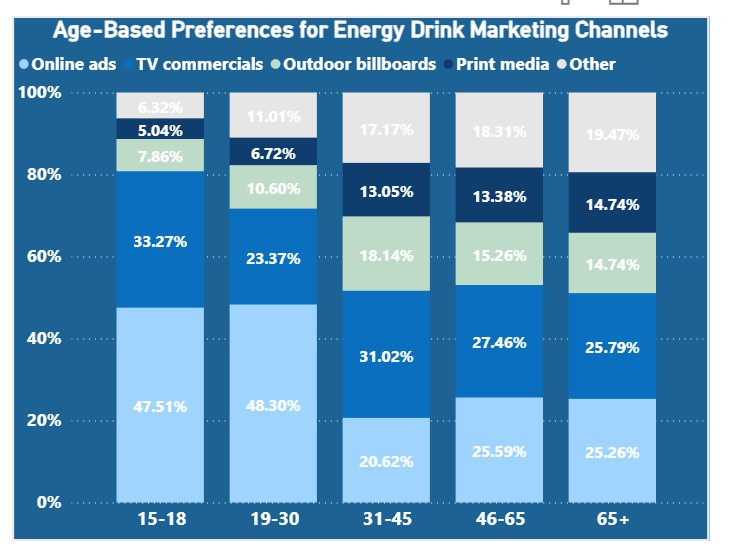 Age-Based Preferences for Energy Drink Marketing Channels
Online ads TV commercials Outdoor billboards Print media Other
100%
6.32% 11.01% 17.17% 18.31% 19.47%
5.04% 6.72% 13.05% 13.38% 14.74%
80%
7.86% 10.60% 18.14% 15.26% 14.74%
60%
33.27% 23.37% 31.02% 27.46% 25.79%
40%
47.51% 48.30% 20.62% 25.59% 25.26%
20%
0%
15-18 19-30 31-45 46-65 65+